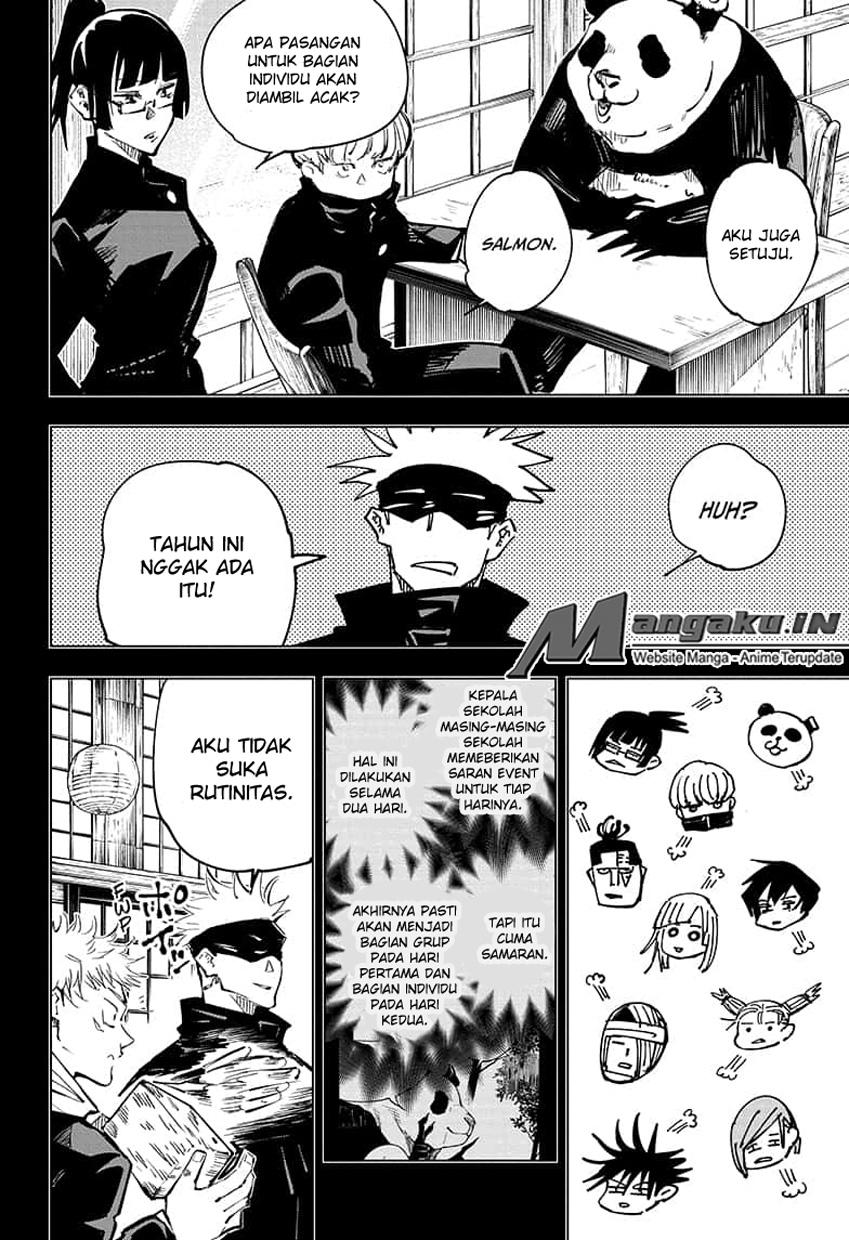 APA PASANGAN
UNTUK BAGIAN
INDIVIDU AKAN
DIAMBIL ACAK?
AKU JUGA
SETUJU.
SALMON.
HUH?
TAHUN INI
NGGAK ADA
ITU!
Mangaku.iN
Website Manga - Anime Terupdate
KEPALA
SEKOLAH
MASING-MASING
SEKOLAH
MEMEBERIKAN
SARAN EVENT
UNTUK TIAP
HARINYA.
HAL INI
DILAKUKAN
SELAMA
DUA HARI.
TAPI ITU
CUMA
SAMARAN.
AKHIRNYA PASTI
AKAN MENJADI
BAGIAN GRUP
PADA HARI
PERTAMA DAN
BAGIAN INDIVIDU
PADA HARI
KEDUA.
AKU TIDAK
SUKA
RUTINITAS.
FWP